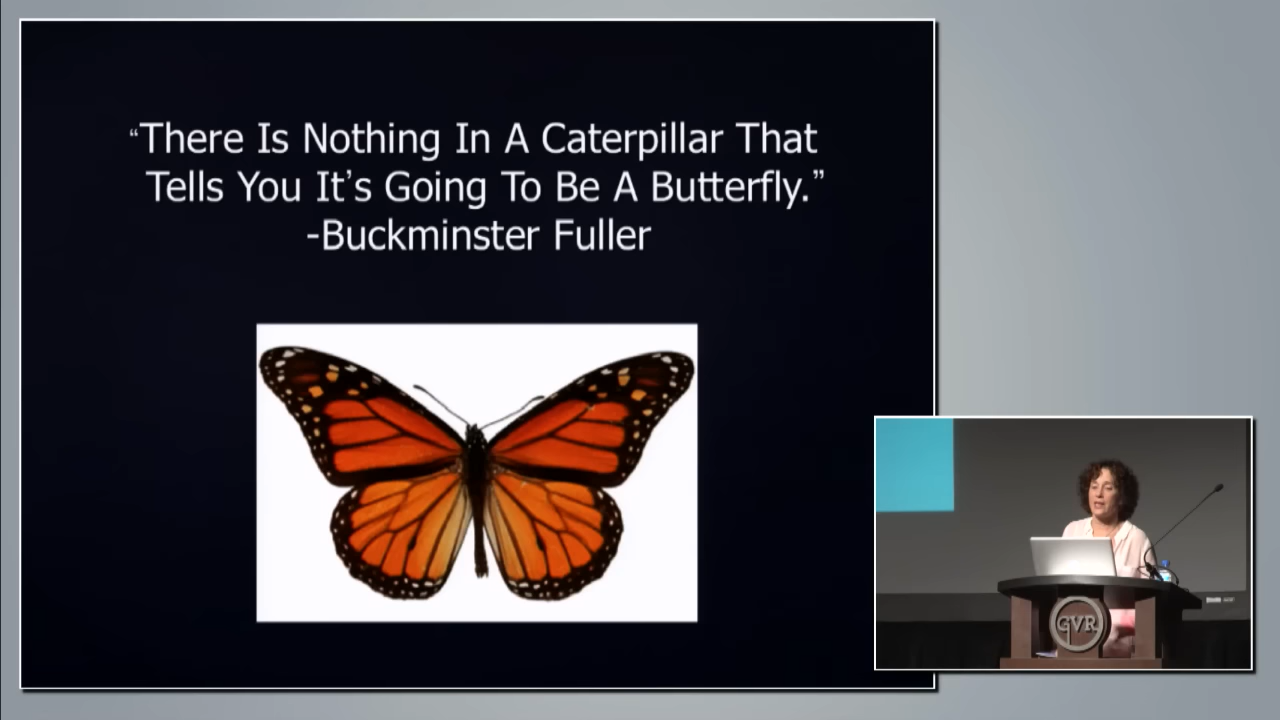 “There Is Nothing In A Caterpillar That
Tells You It’s Going To Be A Butterfly.”
-Buckminster Fuller
GVR